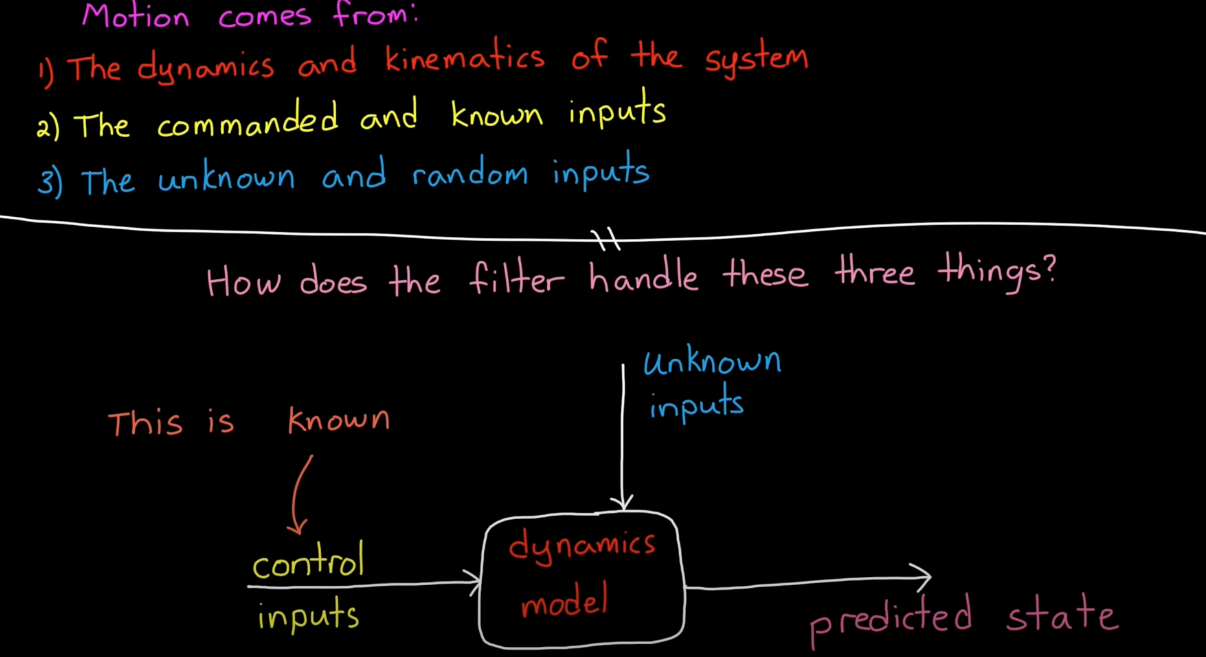 Motion comes from:
1) The dynamics and kinematics of the system
2) The commanded and known inputs
3) The unknown and random inputs
How does the filter handle these three things?
unknown
inputs
This is known
control
inputs
dynamics
model
predicted state